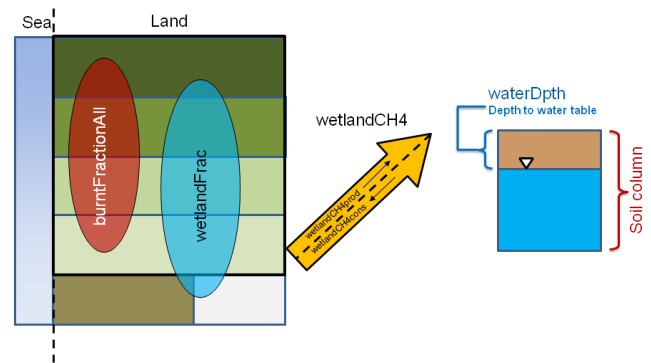 Sea
Land
burntFractionAll
wetlandFrac
wetlandCH4
wetlandCH4prod
wetlandCH4cons
waterDpth
Depth to water table
Soil column